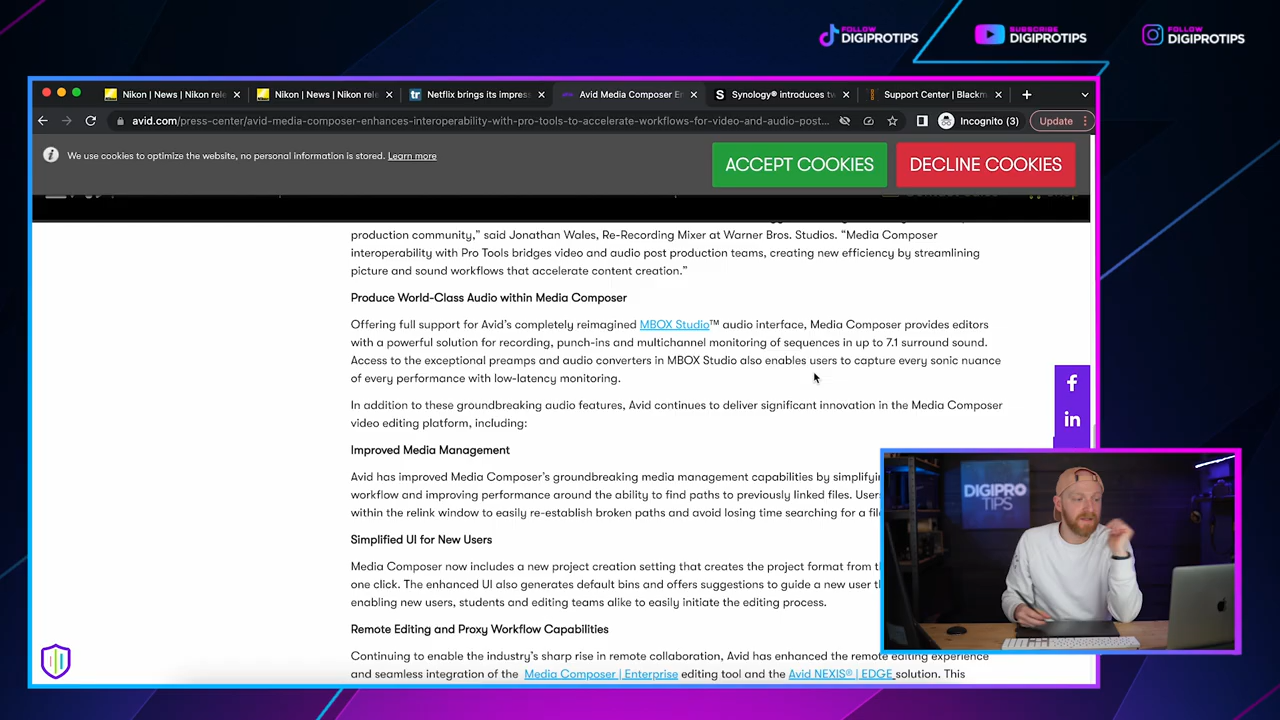 FOLLOW
DIGIPROTIPS
SUBSCRIBE
DIGIPROTIPS
FOLLOW
DIGIPROTIPS
Nikon | News | Nikon rele
Nikon | News | Nikon rele
Netflix brings its impress
Avid Media Composer En
Synology® introduces tw
Support Center | Blackm
avid.com/press-center/avid-media-composer-enhances-interoperability-with-pro-tools-to-accelerate-workflows-for-video-and-audio-post...
Incognito (3)
Update
We use cookies to optimize the website, no personal information is stored. Learn more
ACCEPT COOKIES
DECLINE COOKIES
production community,” said Jonathan Wales, Re-Recording Mixer at Warner Bros. Studios. “Media Composer
interoperability with Pro Tools bridges video and audio post production teams, creating new efficiency by streamlining
picture and sound workflows that accelerate content creation.”
Produce World-Class Audio within Media Composer
Offering full support for Avid’s completely reimagined MBOX Studio™ audio interface, Media Composer provides editors
with a powerful solution for recording, punch-ins and multichannel monitoring of sequences in up to 7.1 surround sound.
Access to the exceptional preamps and audio converters in MBOX Studio also enables users to capture every sonic nuance
of every performance with low-latency monitoring.
In addition to these groundbreaking audio features, Avid continues to deliver significant innovation in the Media Composer
video editing platform, including:
Improved Media Management
Avid has improved Media Composer’s groundbreaking media management capabilities by simplifyi
workflow and improving performance around the ability to find paths to previously linked files. Users
within the relink window to easily re-establish broken paths and avoid losing time searching for a fil
Simplified UI for New Users
Media Composer now includes a new project creation setting that creates the project format from th
one click. The enhanced UI also generates default bins and offers suggestions to guide a new user th
enabling new users, students and editing teams alike to easily initiate the editing process.
Remote Editing and Proxy Workflow Capabilities
Continuing to enable the industry’s sharp rise in remote collaboration, Avid has enhanced the remote editing experience
and seamless integration of the Media Composer | Enterprise editing tool and the Avid NEXIS® | EDGE solution. This
f
in
DIGIPRO
TIPS